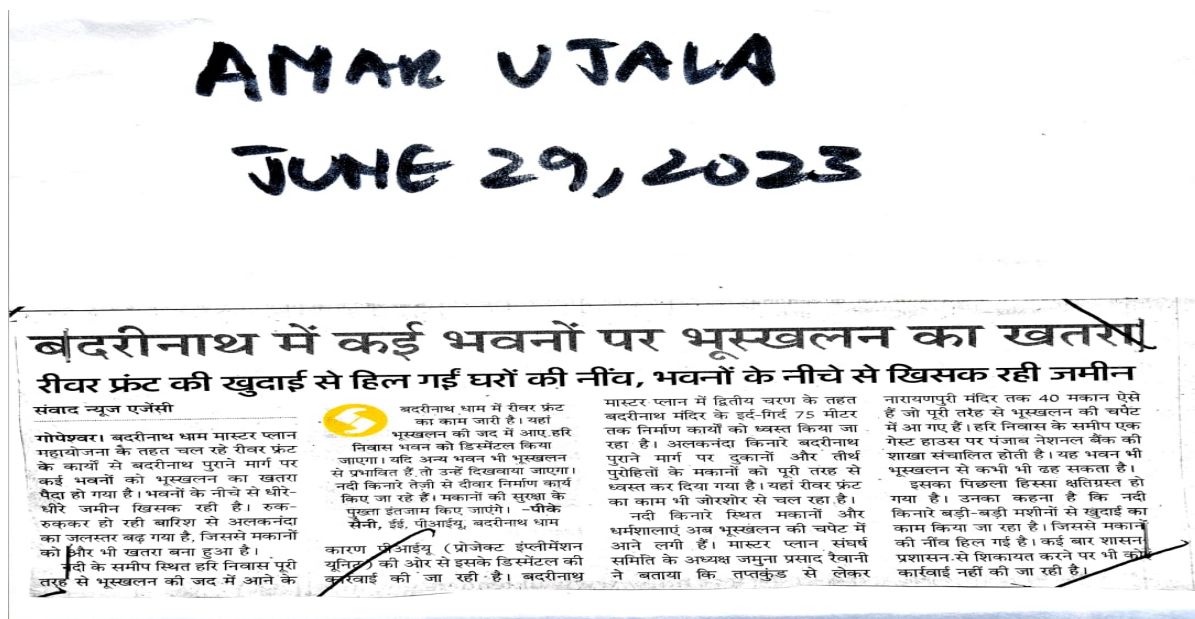 AMAR UJALA
JUNE 29, 2023
बदरीनाथ में कई भवनों पर भूस्खलन का खतरा
रीवर फ्रंट की खुदाई से हिल गईं घरों की नींव, भवनों के नीचे से खिसक रही जमीन
संवाद न्यूज एजेंसी
गोपेश्वर। बदरीनाथ धाम मास्टर प्लान
महायोजना के तहत चल रहे रीवर फ्रंट
के कार्यों से बदरीनाथ पुराने मार्ग पर
कई भवनों को भूस्खलन का खतरा
पैदा हो गया है। भवनों के नीचे से धीरे-
धीरे जमीन खिसक रही है। रुक-
रुककर हो रही बारिश से अलकनंदा
का जलस्तर बढ़ गया है, जिससे मकानों
को और भी खतरा बना हुआ है।
नदी के समीप स्थित हरि निवास पूरी
तरह से भूस्खलन की जद में आने के
बदरीनाथ धाम में रीवर फ्रंट
का काम जारी है। यहां
भूस्खलन की जद में आए हरि
निवास भवन को डिस्मेंटल किया
जाएगा। यदि अन्य भवन भी भूस्खलन
से प्रभावित हैं, तो उन्हें दिखवाया जाएगा।
नदी किनारे तेज़ी से दीवार निर्माण कार्य
किए जा रहे हैं। मकानों की सुरक्षा के
पुख्ता इंतजाम किए जाएंगे। -पीके
सैनी, ईई, पीआईयू, बदरीनाथ धाम
कारण पीआईयू (प्रोजेक्ट इंप्लीमेंशन
यूनिट) की ओर से इसके डिस्मेंटल की
कार्रवाई की जा रही है। बदरीनाथ
मास्टर प्लान में द्वितीय चरण के तहत
बदरीनाथ मंदिर के इर्द-गिर्द 75 मीटर
तक निर्माण कार्यों को ध्वस्त किया जा
रहा है। अलकनंदा किनारे बदरीनाथ
पुराने मार्ग पर दुकानों और तीर्थ
पुरोहितों के मकानों को पूरी तरह से
ध्वस्त कर दिया गया है। यहां रीवर फ्रंट
का काम भी जोरशोर से चल रहा है।
नदी किनारे स्थित मकानों और
धर्मशालाएं अब भूस्खलन की चपेट में
आने लगी हैं। मास्टर प्लान संघर्ष
समिति के अध्यक्ष जमुना प्रसाद रैवानी
ने बताया कि तप्तकुंड से लेकर
नारायणपुरी मंदिर तक 40 मकान ऐसे
हैं जो पूरी तरह से भूस्खलन की चपेट
में आ गए हैं। हरि निवास के समीप एक
गेस्ट हाउस पर पंजाब नेशनल बैंक की
शाखा संचालित होती है। यह भवन भी
भूस्खलन से कभी भी ढह सकता है।
इसका पिछला हिस्सा क्षतिग्रस्त हो
गया है। उनका कहना है कि नदी
किनारे बड़ी-बड़ी मशीनों से खुदाई का
काम किया जा रहा है। जिससे मकानों
की नींव हिल गई है। कई बार शासन-
प्रशासन से शिकायत करने पर भी कोई
कार्रवाई नहीं की जा रही है।